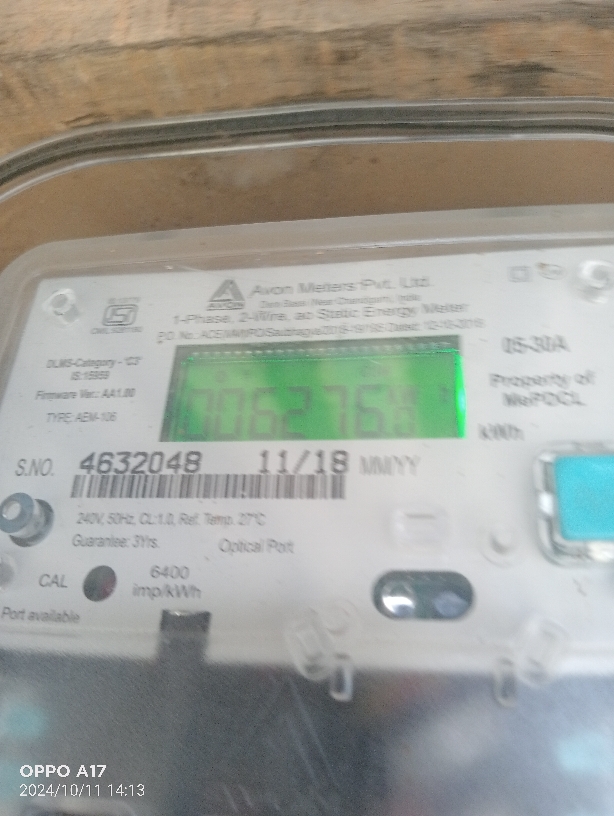 AVON
Avon Meters Pvt. Ltd.
1-Phase, 2-Wire, ac Static Energy Meter
05-30A
DLMS-Category - 'C3'
IS:15959
Firmware Ver.: AA1.00
TYPE: AEM-106
Property of
MePDCL
006276
kWh
S.NO. 4632048 11/18 MM/YY
240V, 50Hz, CL:1.0, Ref. Temp. 27°C
Guarantee: 3Yrs. Optical Port
CAL 6400
imp/kWh
Port available
OPPO A17
2024/10/11 14:13